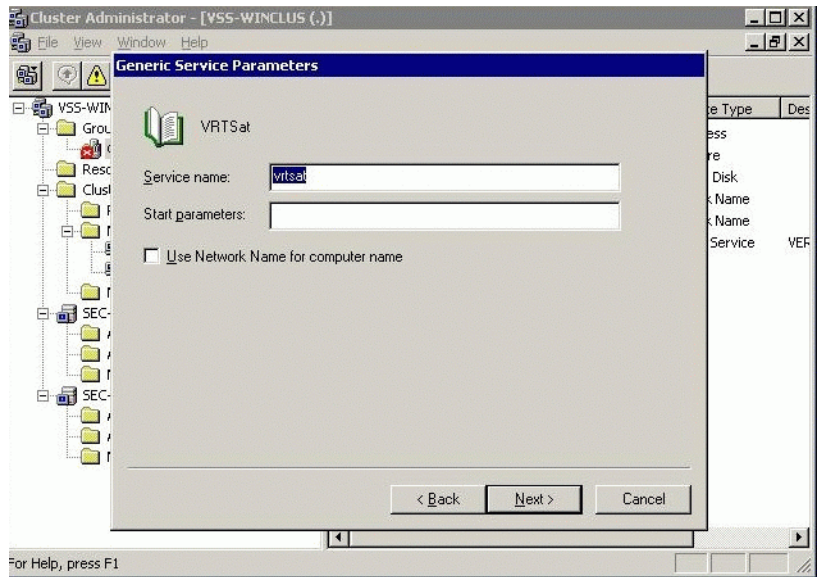 Cluster Administrator - [VSS-WINCLUS (.)]
File View Window Help
Generic Service Parameters
VRTSat
Service name: vrtsat
Start parameters:
Use Network Name for computer name
< Back Next > Cancel
VSS-WIN
Grou
Reso
Clust
SEC-
SEC-
e Type Des
ess
re
Disk
k Name
k Name
Service VER
For Help, press F1